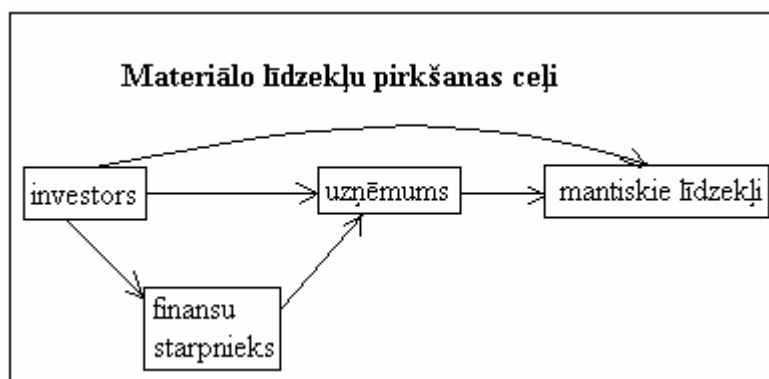 Materiālo līdzekļu pirkšanas ceļi
investors
uzņēmums
mantiskie līdzekļi
finansu
starpnieks